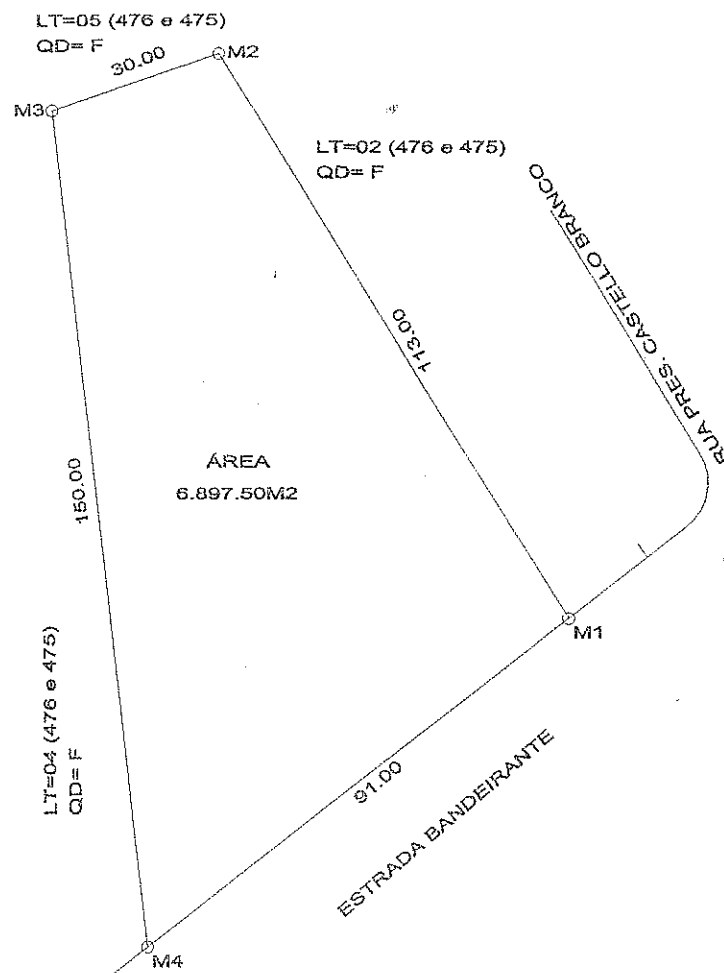 LT=05 (476 e 475)
QD= F
30.00
M2
M3
LT=02 (476 e 475)
QD= F
RUA PRES. CASTELLO BRANCO
113.00
ÁREA
6.897.50M2
150.00
M1
LT=04 (476 e 475)
QD= F
91.00
ESTRADA BANDEIRANTE
M4